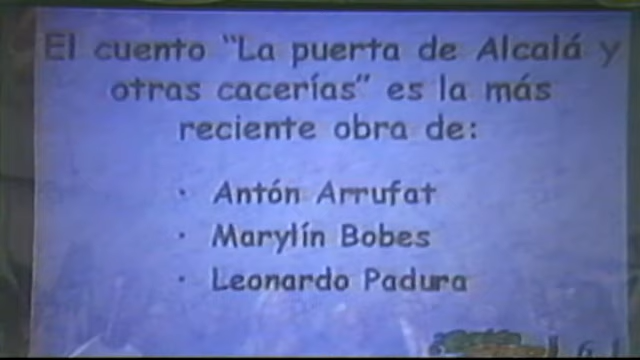 El cuento "La puerta de Alcalá y
otras cacerías" es la más
reciente obra de:
· Antón Arrufat
· Marylín Bobes
· Leonardo Padura